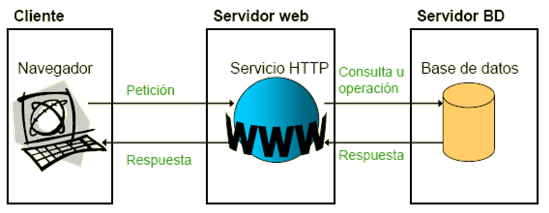 Cliente
Servidor web
Servidor BD
Navegador
Servicio HTTP
Base de datos
Petición
Consulta u
operación
WWW
Respuesta
Respuesta